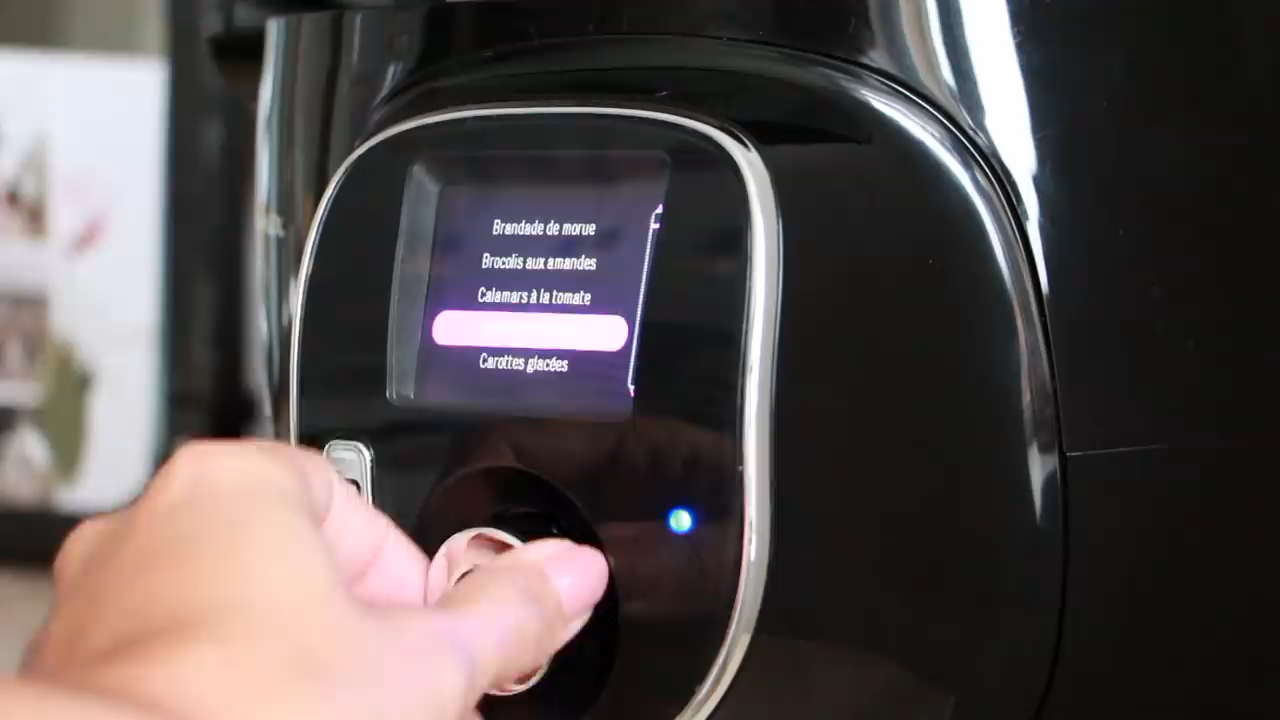 Brandade de morue
Brocolis aux amandes
Calamars à la tomate
Carottes glacées